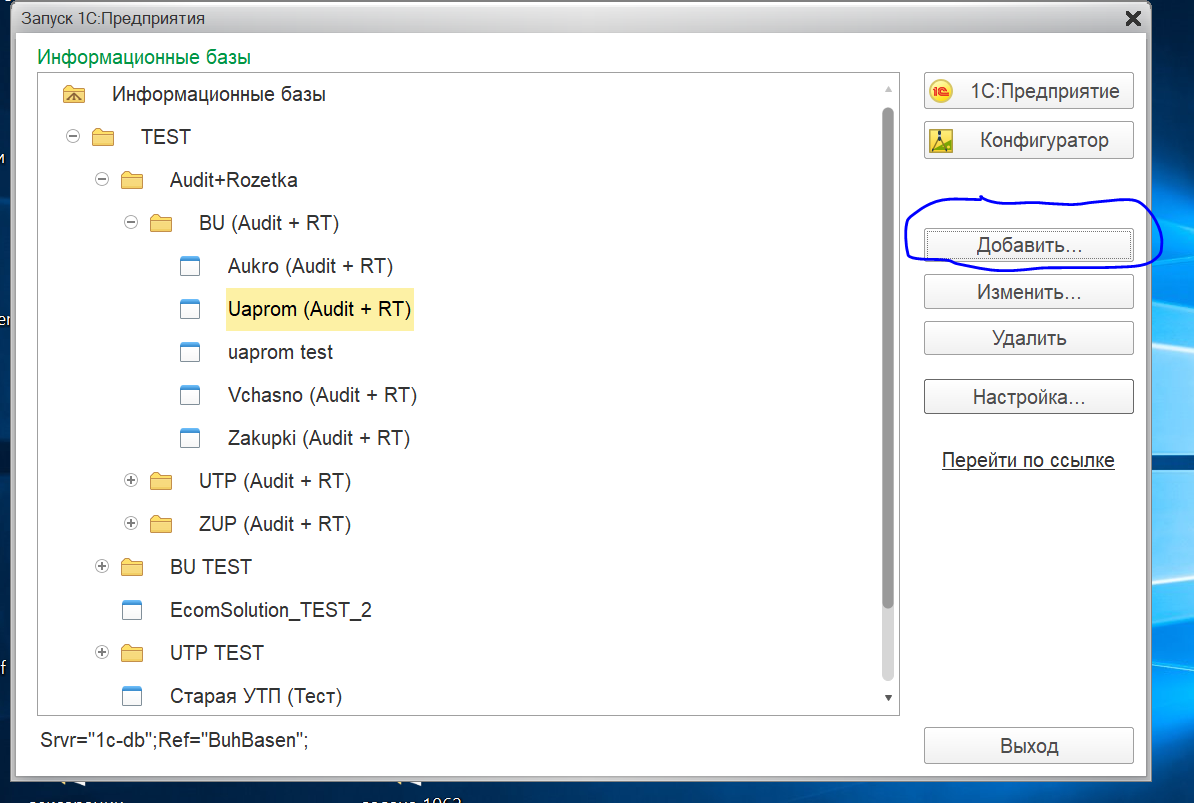 Запуск 1С:Предприятия
Информационные базы
Информационные базы
1С:Предприятие
TEST
Конфигуратор
Audit+Rozetka
BU (Audit + RT)
Добавить...
Aukro (Audit + RT)
Изменить...
Uaprom (Audit + RT)
Удалить
uaprom test
Vchasno (Audit + RT)
Настройка...
Zakupki (Audit + RT)
Перейти по ссылке
UTP (Audit + RT)
ZUP (Audit + RT)
BU TEST
EcomSolution_TEST_2
UTP TEST
Старая УТП (Тест)
Srvr="1c-db";Ref="BuhBasen";
Выход